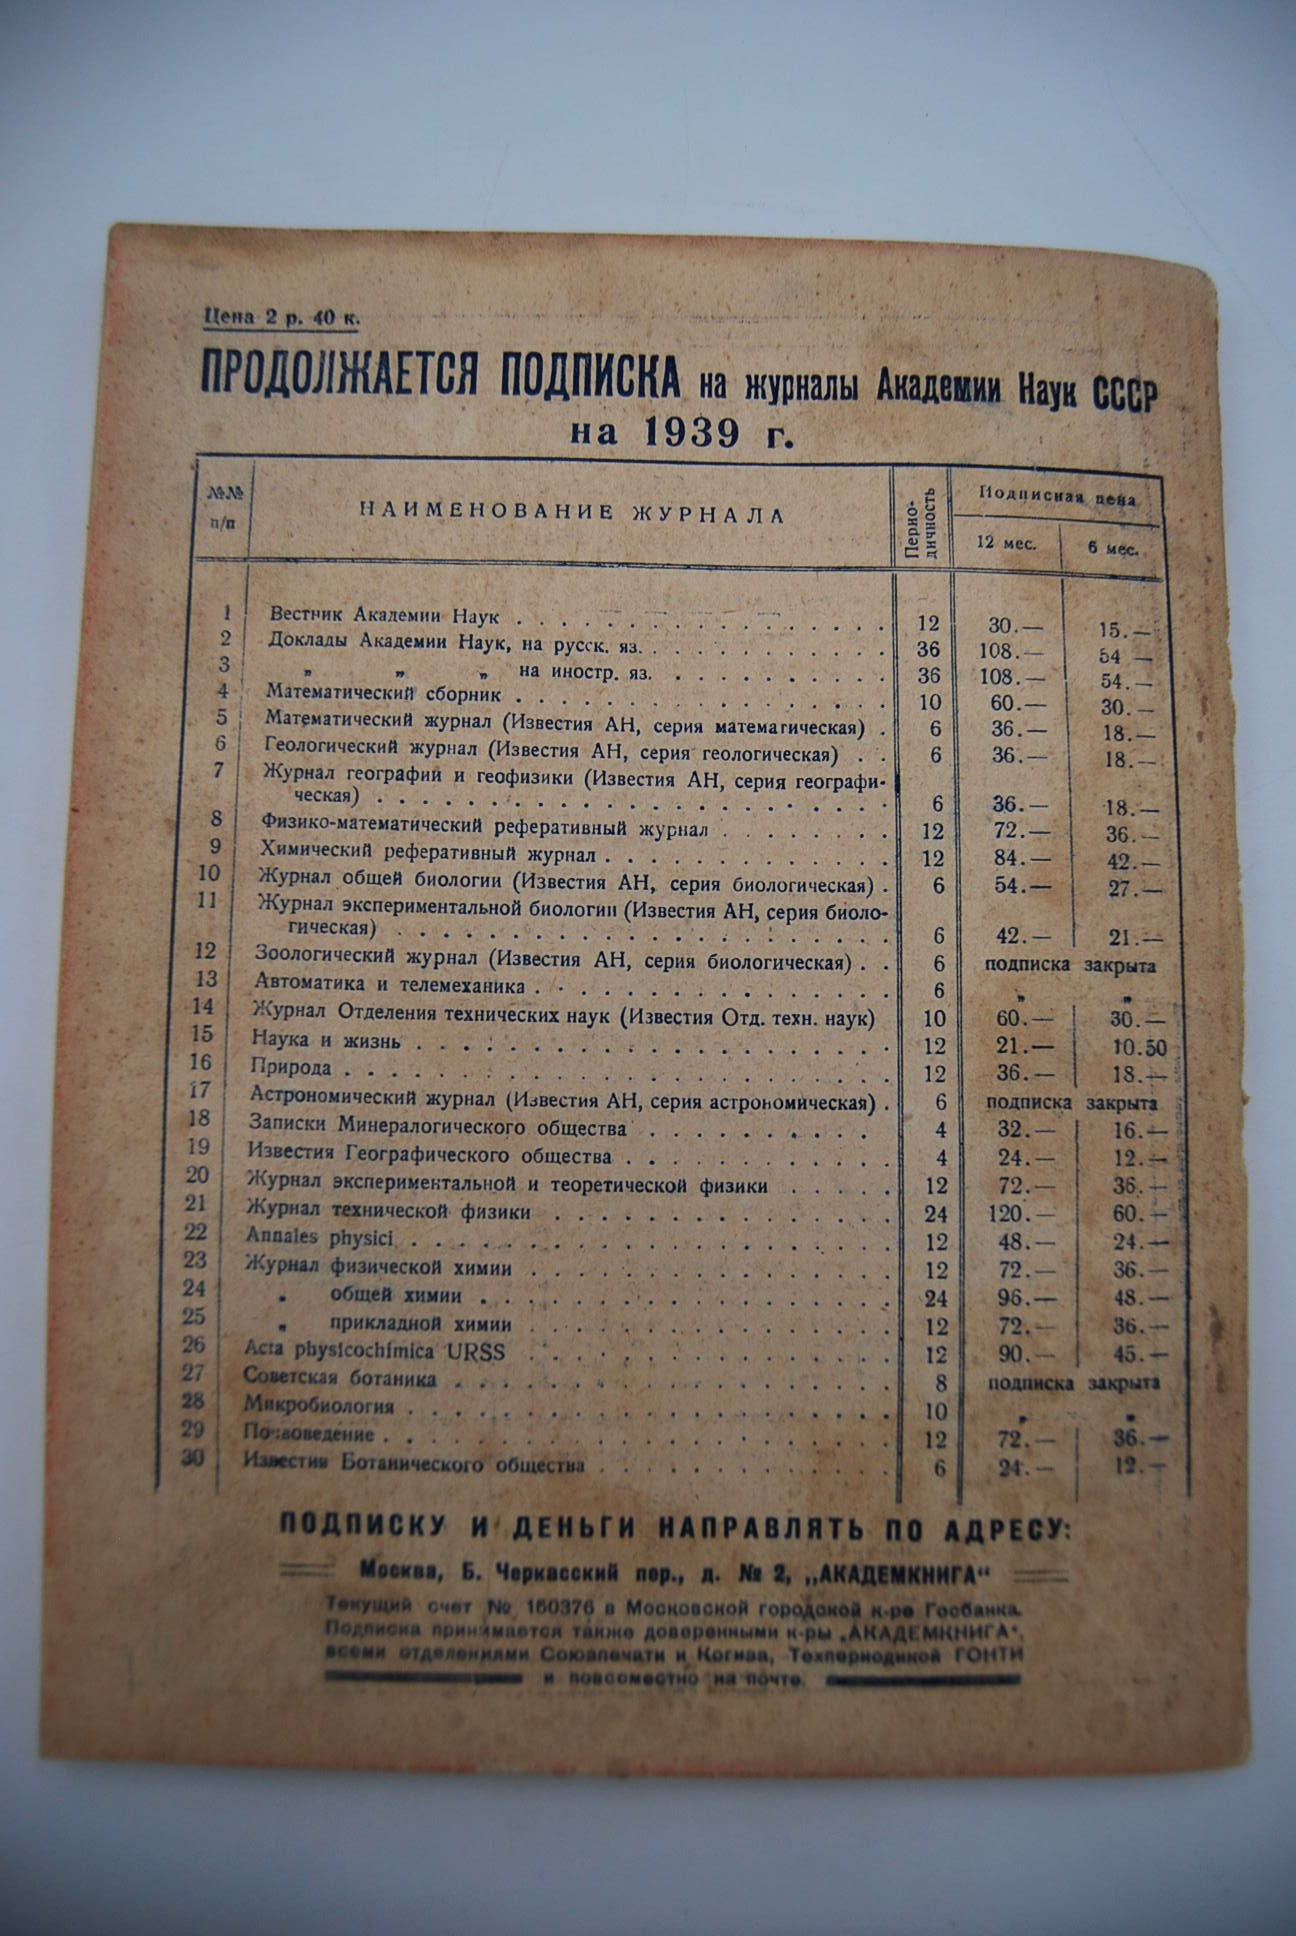 Цена 2 р. 40 к.
ПРОДОЛЖАЕТСЯ ПОДПИСКА на журналы Академии Наук СССР
на 1939 г.
№№ п/п НАИМЕНОВАНИЕ ЖУРНАЛА Перио-дичность Подписная цена
12 мес. 6 мес.
1 Вестник Академии Наук . . . . 12 30.— 15.—
2 Доклады Академии Наук, на русск. яз. . . . . 36 108.— 54 —
3 „ „ „ на иностр. яз. . . . . 36 108.— 54.—
4 Математический сборник . . . . 10 60.— 30.—
5 Математический журнал (Известия АН, серия математическая) . 6 36.— 18.—
6 Геологический журнал (Известия АН, серия геологическая) . . 6 36.— 18.—
7 Журнал географии и геофизики (Известия АН, серия географи-
ческая) . . . . 6 36.— 18.—
8 Физико-математический реферативный журнал . . . . 12 72.— 36.—
9 Химический реферативный журнал . . . . 12 84.— 42.—
10 Журнал общей биологии (Известия АН, серия биологическая) . 6 54.— 27.—
11 Журнал экспериментальной биологии (Известия АН, серия биоло-
гическая) . . . . 6 42.— 21.—
12 Зоологический журнал (Известия АН, серия биологическая) . . 6 подписка закрыта
13 Автоматика и телемеханика . . . . 6 „ „
14 Журнал Отделения технических наук (Известия Отд. техн. наук) 10 60.— 30.—
15 Наука и жизнь . . . . 12 21.— 10.50
16 Природа . . . . 12 36.— 18.—
17 Астрономический журнал (Известия АН, серия астрономическая) . 6 подписка закрыта
18 Записки Минералогического общества . . . . 4 32.— 16.—
19 Известия Географического общества . . . . 4 24.— 12.—
20 Журнал экспериментальной и теоретической физики . . . . 12 72.— 36.—
21 Журнал технической физики . . . . 24 120.— 60.—
22 Annales physici . . . . 12 48.— 24.—
23 Журнал физической химии . . . . 12 72.— 36.—
24 „ общей химии . . . . 24 96.— 48.—
25 „ прикладной химии . . . . 12 72.— 36.—
26 Acta physicochimica URSS . . . . 12 90.— 45.—
27 Советская ботаника . . . . 8 подписка закрыта
28 Микробиология . . . . 10 „ „
29 Почвоведение . . . . 12 72.— 36.—
30 Известия Ботанического общества . . . . 6 24.— 12.—
ПОДПИСКУ И ДЕНЬГИ НАПРАВЛЯТЬ ПО АДРЕСУ:
Москва, Б. Черкасский пер., д. № 2, „АКАДЕМКНИГА“
Текущий счет № 150376 в Московской городской к-ре Госбанка.
Подписка принимается также доверенными к-ры „АКАДЕМКНИГА“,
всеми отделениями Союзпечати и Когиза, Техпериодикой ГОНТИ
и повсеместно на почте.